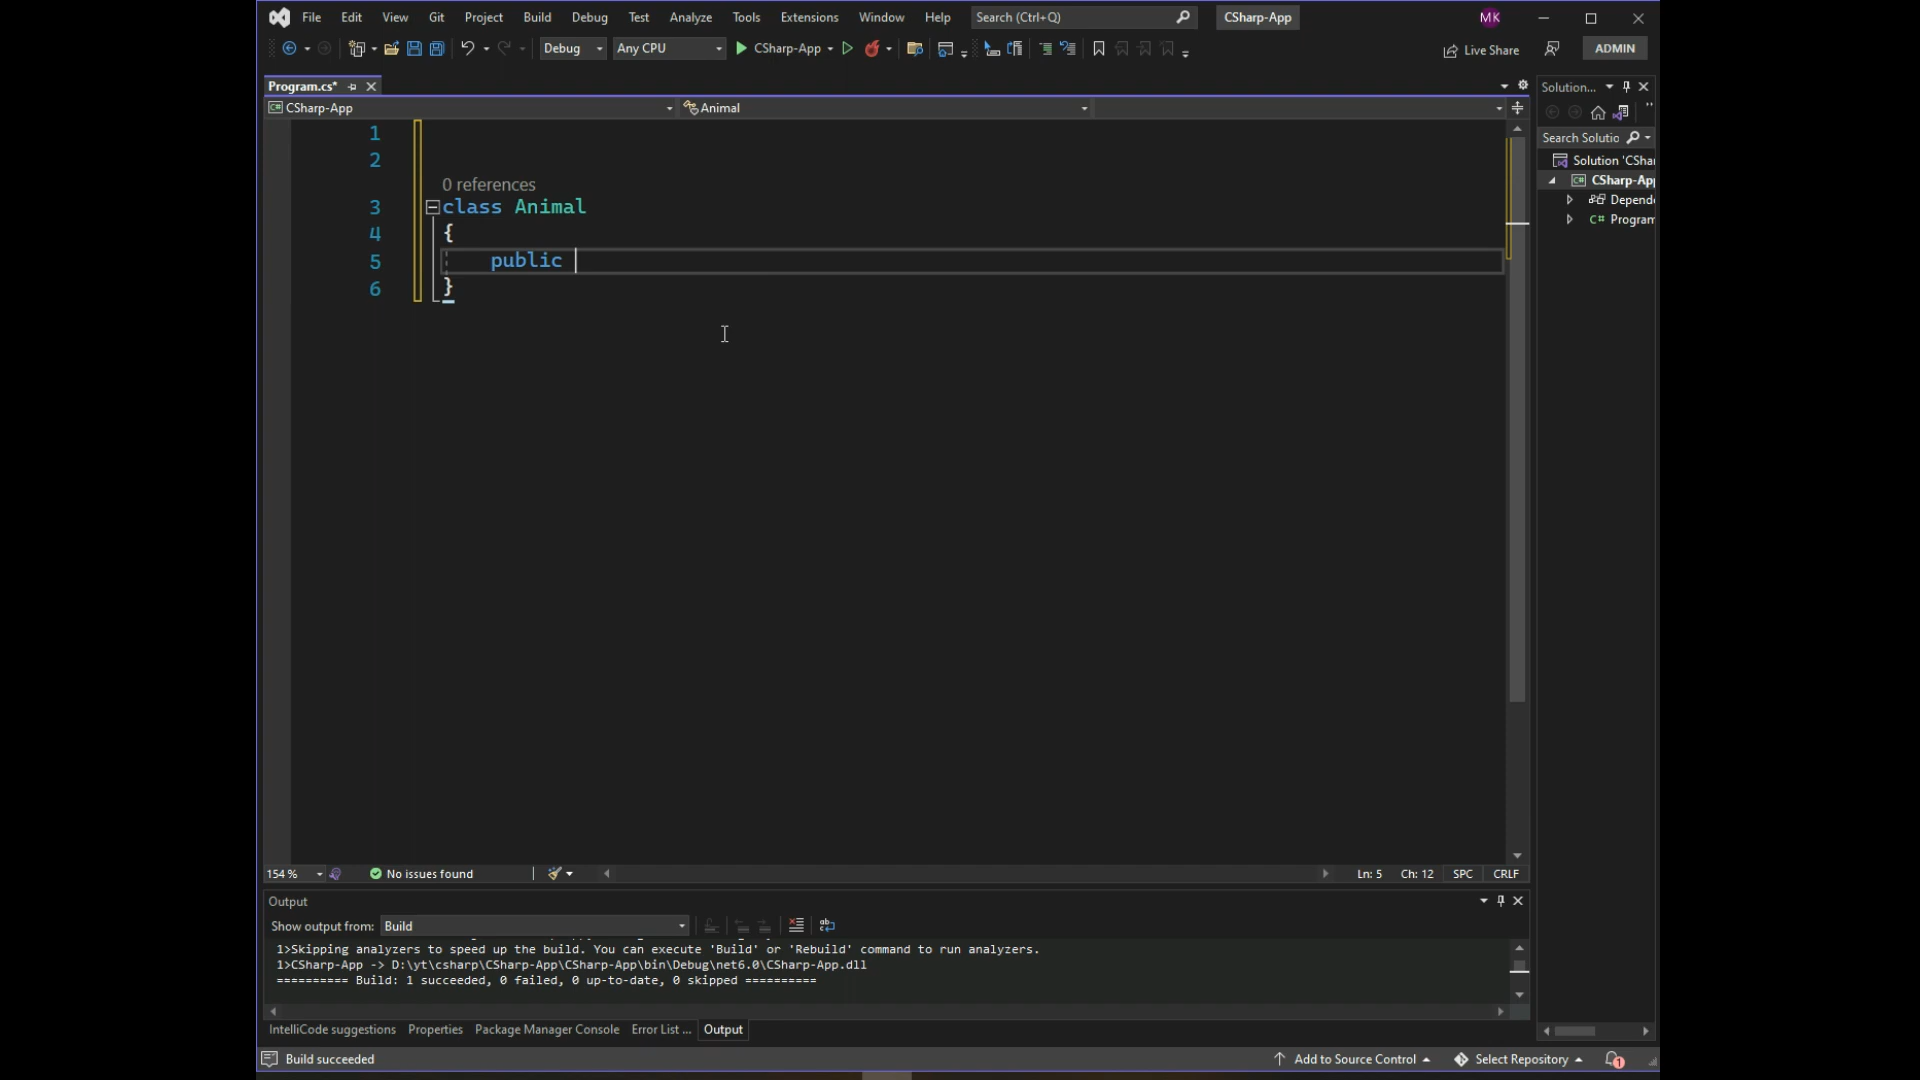 File Edit View Git Project Build Debug Test Analyze Tools Extensions Window Help Search (Ctrl+Q) CSharp-App MK
Debug Any CPU CSharp-App Live Share ADMIN
Program.cs*
Solution...
CSharp-App Animal
Search Solutio
Solution 'CShar
CSharp-App
Depende
Program
1
2
0 references
3 class Animal
4 {
5 public
6 }
154 % No issues found Ln: 5 Ch: 12 SPC CRLF
Output
Show output from: Build
1>Skipping analyzers to speed up the build. You can execute 'Build' or 'Rebuild' command to run analyzers.
1>CSharp-App -> D:\yt\csharp\CSharp-App\CSharp-App\bin\Debug\net6.0\CSharp-App.dll
========== Build: 1 succeeded, 0 failed, 0 up-to-date, 0 skipped ==========
IntelliCode suggestions Properties Package Manager Console Error List ... Output
Build succeeded Add to Source Control Select Repository 1